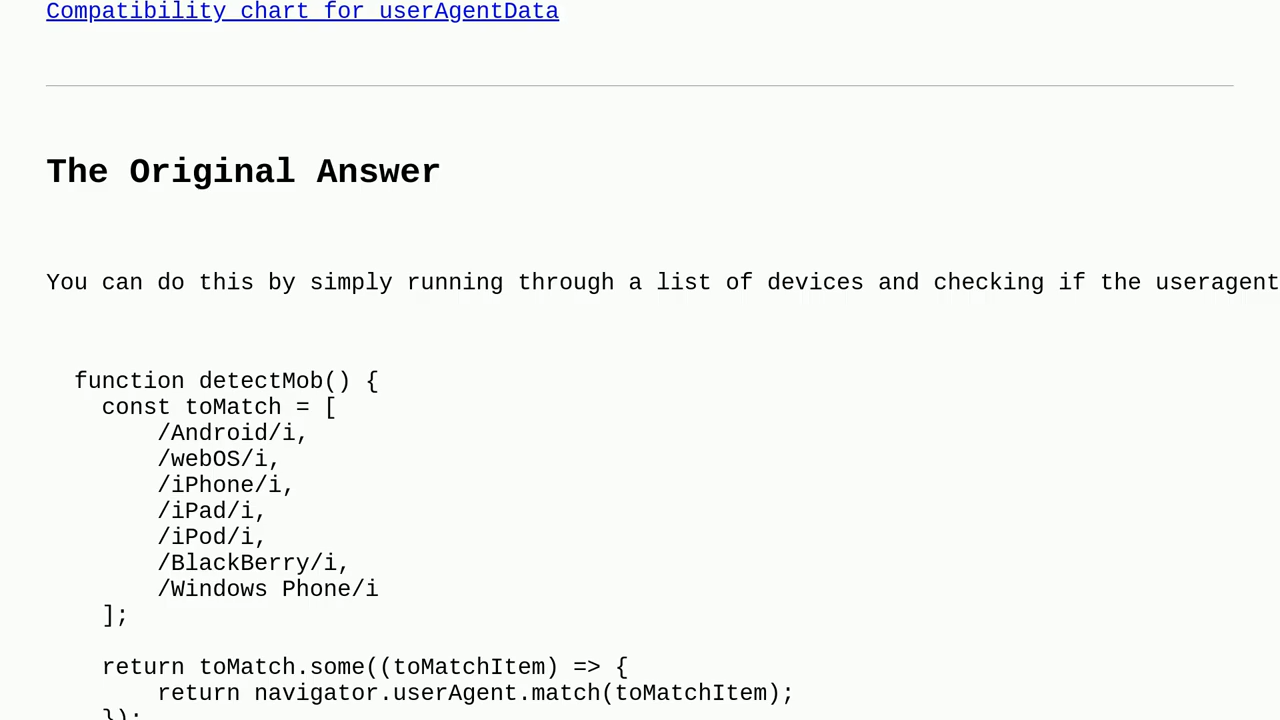 Compatibility chart for userAgentData
The Original Answer
You can do this by simply running through a list of devices and checking if the useragent
function detectMob() {
  const toMatch = [
      /Android/i,
      /webOS/i,
      /iPhone/i,
      /iPad/i,
      /iPod/i,
      /BlackBerry/i,
      /Windows Phone/i
  ];
  return toMatch.some((toMatchItem) => {
      return navigator.userAgent.match(toMatchItem);
  });